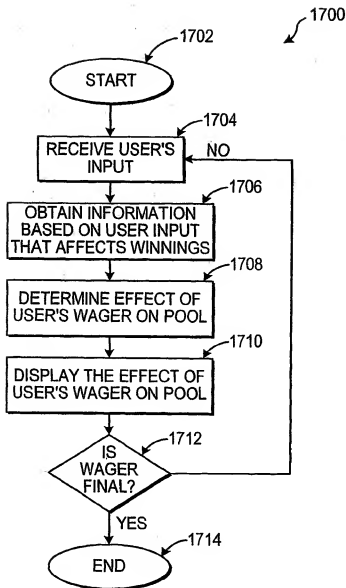 1700
1702
START
1704
RECEIVE USER'S
INPUT
NO
1706
OBTAIN INFORMATION
BASED ON USER INPUT
THAT AFFECTS WINNINGS
1708
DETERMINE EFFECT OF
USER'S WAGER ON POOL
1710
DISPLAY THE EFFECT OF
USER'S WAGER ON POOL
1712
IS
WAGER
FINAL?
YES
1714
END